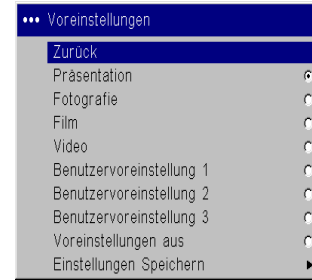 ••• Voreinstellungen
Zurück
Präsentation
Fotografie
Film
Video
Benutzervoreinstellung 1
Benutzervoreinstellung 2
Benutzervoreinstellung 3
Voreinstellungen aus
Einstellungen Speichern